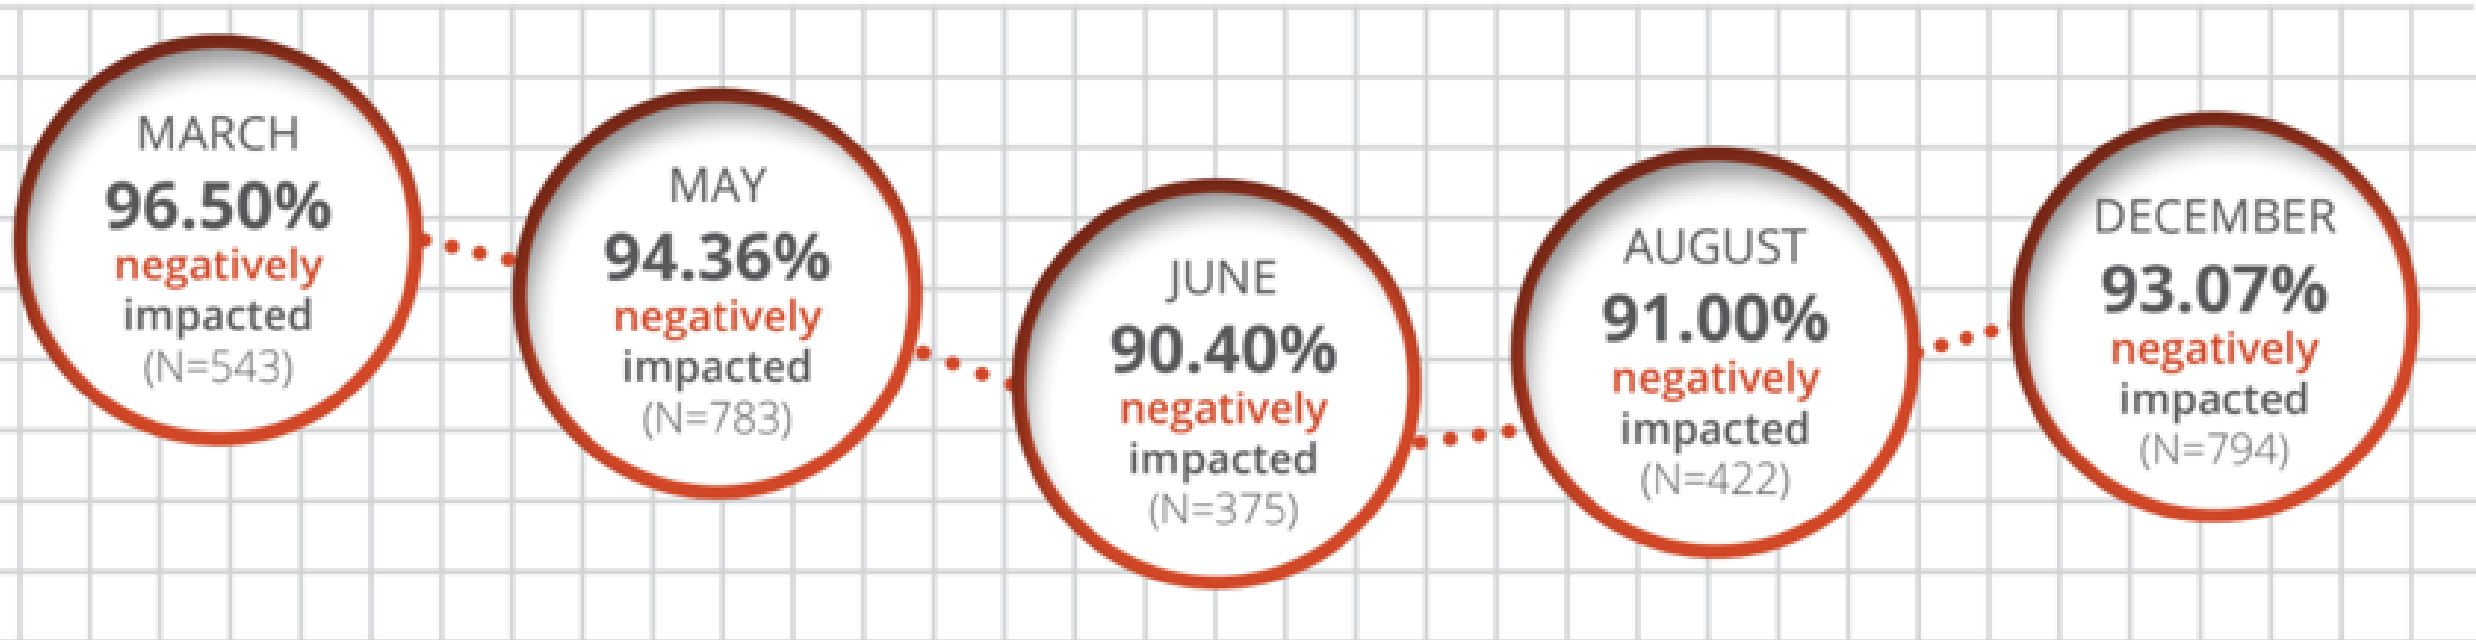 MARCH
96.50%
negatively
impacted
(N=543)
MAY
94.36%
negatively
impacted
(N=783)
JUNE
90.40%
negatively
impacted
(N=375)
AUGUST
91.00%
negatively
impacted
(N=422)
DECEMBER
93.07%
negatively
impacted
(N=794)